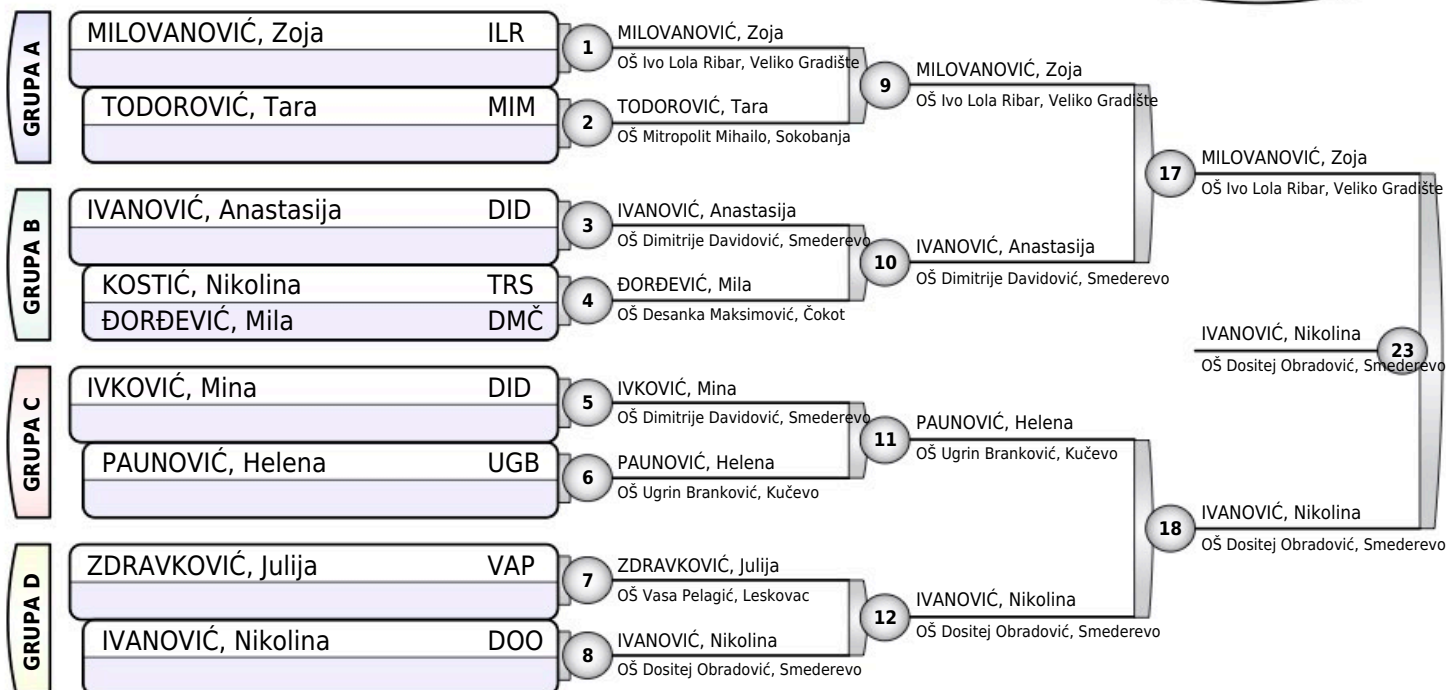 GRUPA A
MILOVANOVIĆ, Zoja ILR
TODOROVIĆ, Tara MIM
GRUPA B
IVANOVIĆ, Anastasija DID
KOSTIĆ, Nikolina TRS
ĐORĐEVIĆ, Mila DMČ
GRUPA C
IVKOVIĆ, Mina DID
PAUNOVIĆ, Helena UGB
GRUPA D
ZDRAVKOVIĆ, Julija VAP
IVANOVIĆ, Nikolina DOO
1
MILOVANOVIĆ, Zoja
OŠ Ivo Lola Ribar, Veliko Gradište
2
TODOROVIĆ, Tara
OŠ Mitropolit Mihailo, Sokobanja
3
IVANOVIĆ, Anastasija
OŠ Dimitrije Davidović, Smederevo
4
ĐORĐEVIĆ, Mila
OŠ Desanka Maksimović, Čokot
5
IVKOVIĆ, Mina
OŠ Dimitrije Davidović, Smederevo
6
PAUNOVIĆ, Helena
OŠ Ugrin Branković, Kučevo
7
ZDRAVKOVIĆ, Julija
OŠ Vasa Pelagić, Leskovac
8
IVANOVIĆ, Nikolina
OŠ Dositej Obradović, Smederevo
9
MILOVANOVIĆ, Zoja
OŠ Ivo Lola Ribar, Veliko Gradište
10
IVANOVIĆ, Anastasija
OŠ Dimitrije Davidović, Smederevo
11
PAUNOVIĆ, Helena
OŠ Ugrin Branković, Kučevo
12
IVANOVIĆ, Nikolina
OŠ Dositej Obradović, Smederevo
17
MILOVANOVIĆ, Zoja
OŠ Ivo Lola Ribar, Veliko Gradište
18
IVANOVIĆ, Nikolina
OŠ Dositej Obradović, Smederevo
23
IVANOVIĆ, Nikolina
OŠ Dositej Obradović, Smederevo